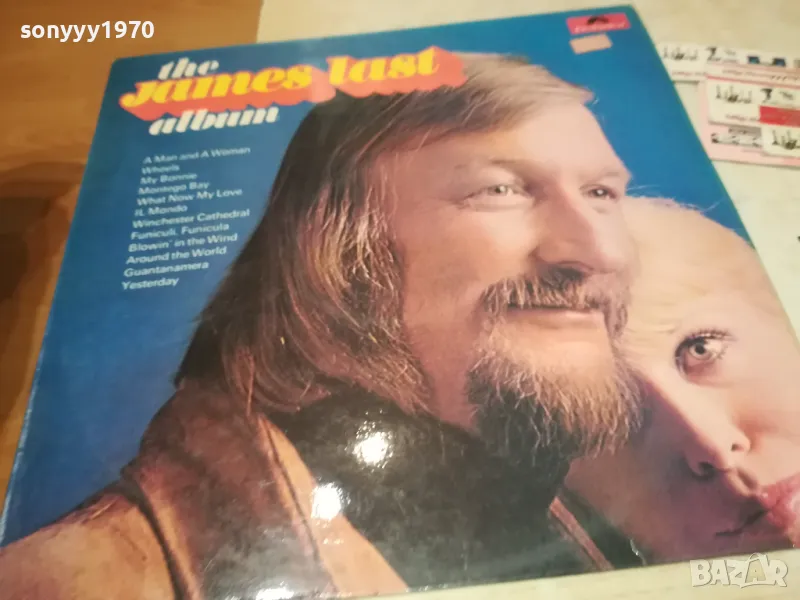 sonyyy1970
Polydor
the
James Last
album
A Man and A Woman
Wheels
My Bonnie
Montego Bay
What Now My Love
IL Mondo
Winchester Cathedral
Funiculi, Funicula
Blowin' in the Wind
Around the World
Guantanamera
Yesterday
BAZAR